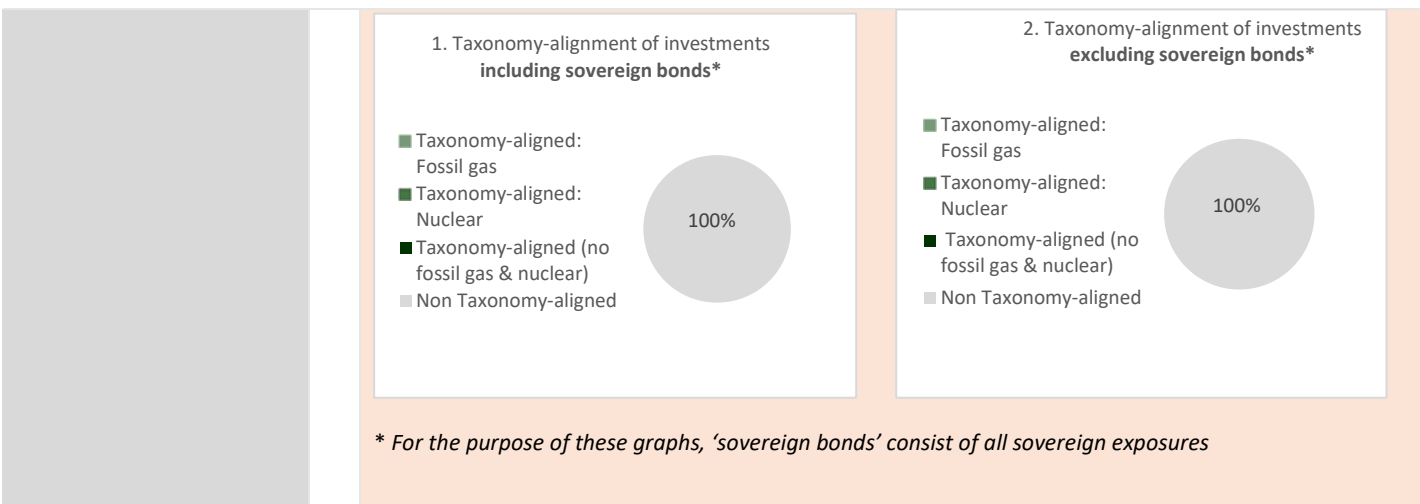 1. Taxonomy-alignment of investments
including sovereign bonds*
Taxonomy-aligned:
Fossil gas
Taxonomy-aligned:
Nuclear
Taxonomy-aligned (no
fossil gas & nuclear)
Non Taxonomy-aligned
100%
2. Taxonomy-alignment of investments
excluding sovereign bonds*
Taxonomy-aligned:
Fossil gas
Taxonomy-aligned:
Nuclear
Taxonomy-aligned (no
fossil gas & nuclear)
Non Taxonomy-aligned
100%
* For the purpose of these graphs, ‘sovereign bonds’ consist of all sovereign exposures